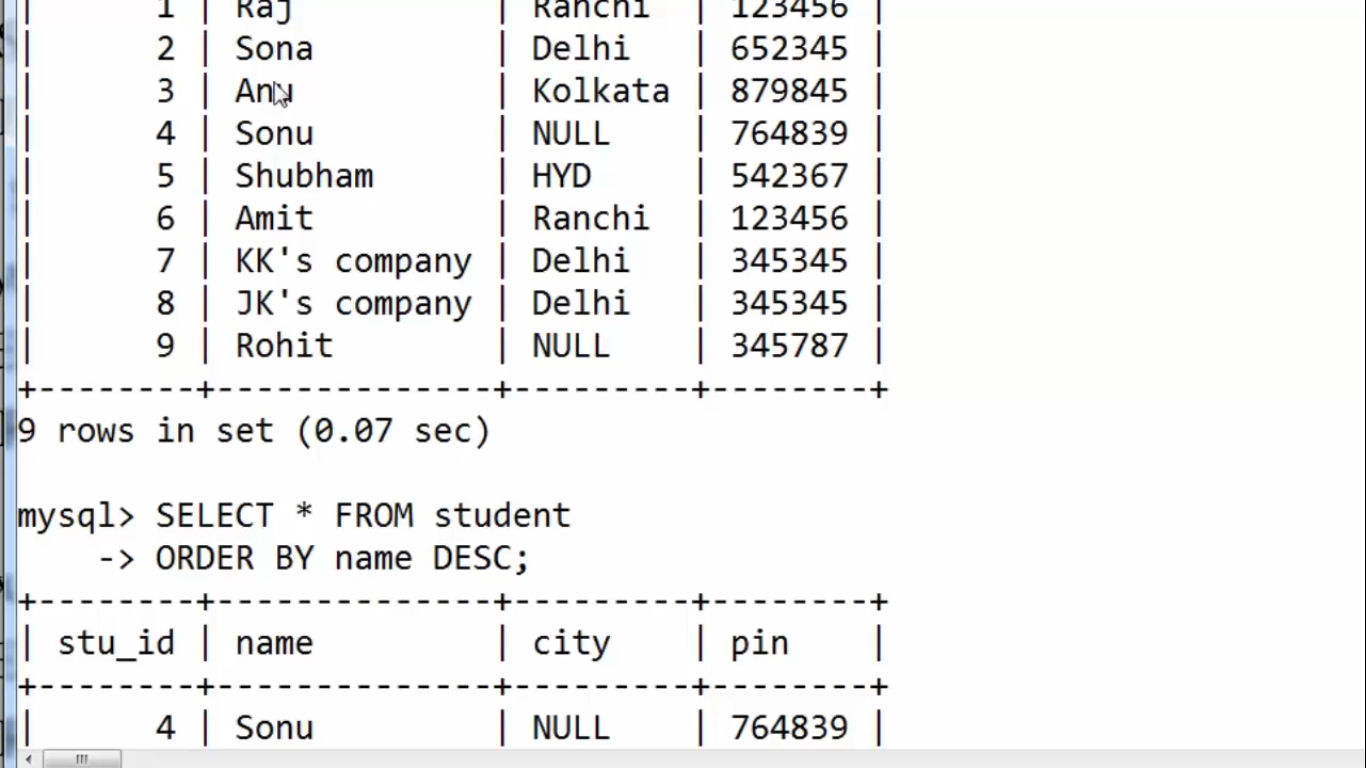 | 1 | Raj | Ranchi | 123456 |
| 2 | Sona | Delhi | 652345 |
| 3 | Anu | Kolkata | 879845 |
| 4 | Sonu | NULL | 764839 |
| 5 | Shubham | HYD | 542367 |
| 6 | Amit | Ranchi | 123456 |
| 7 | KK's company | Delhi | 345345 |
| 8 | JK's company | Delhi | 345345 |
| 9 | Rohit | NULL | 345787 |
+--------+--------------+---------+--------+
9 rows in set (0.07 sec)
mysql> SELECT * FROM student
-> ORDER BY name DESC;
+--------+--------------+---------+--------+
| stu_id | name | city | pin |
+--------+--------------+---------+--------+
| 4 | Sonu | NULL | 764839 |